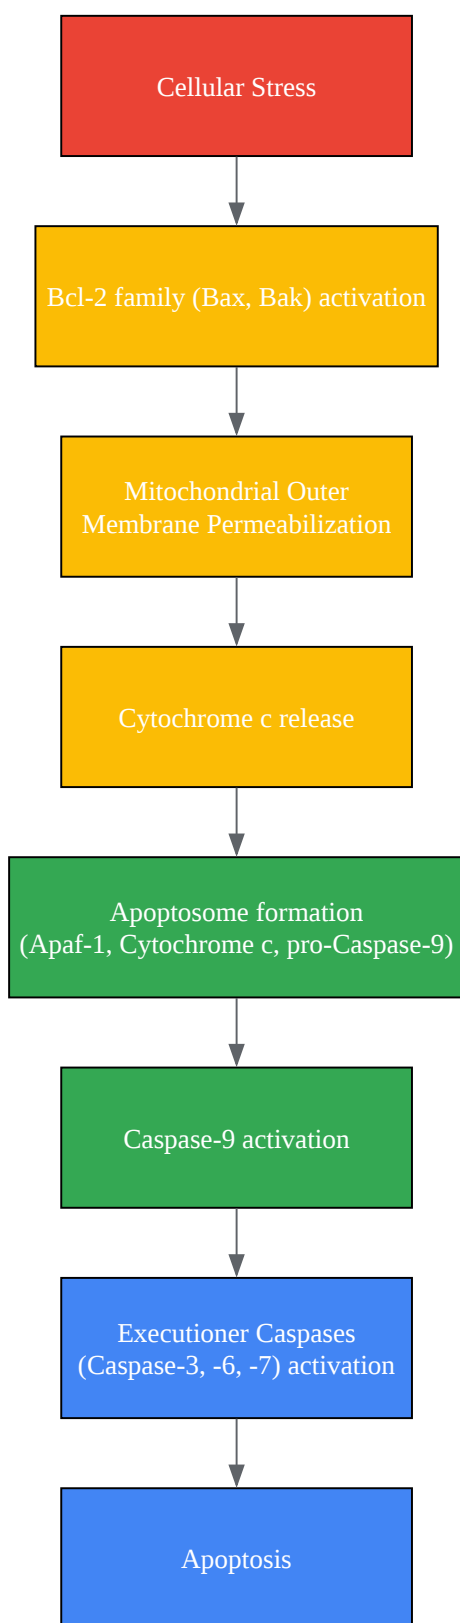 Cellular Stress
Bcl-2 family (Bax, Bak) activation
Mitochondrial Outer
Membrane Permeabilization
Cytochrome c release
Apoptosome formation
(Apaf-1, Cytochrome c, pro-Caspase-9)
Caspase-9 activation
Executioner Caspases
(Caspase-3, -6, -7) activation
Apoptosis